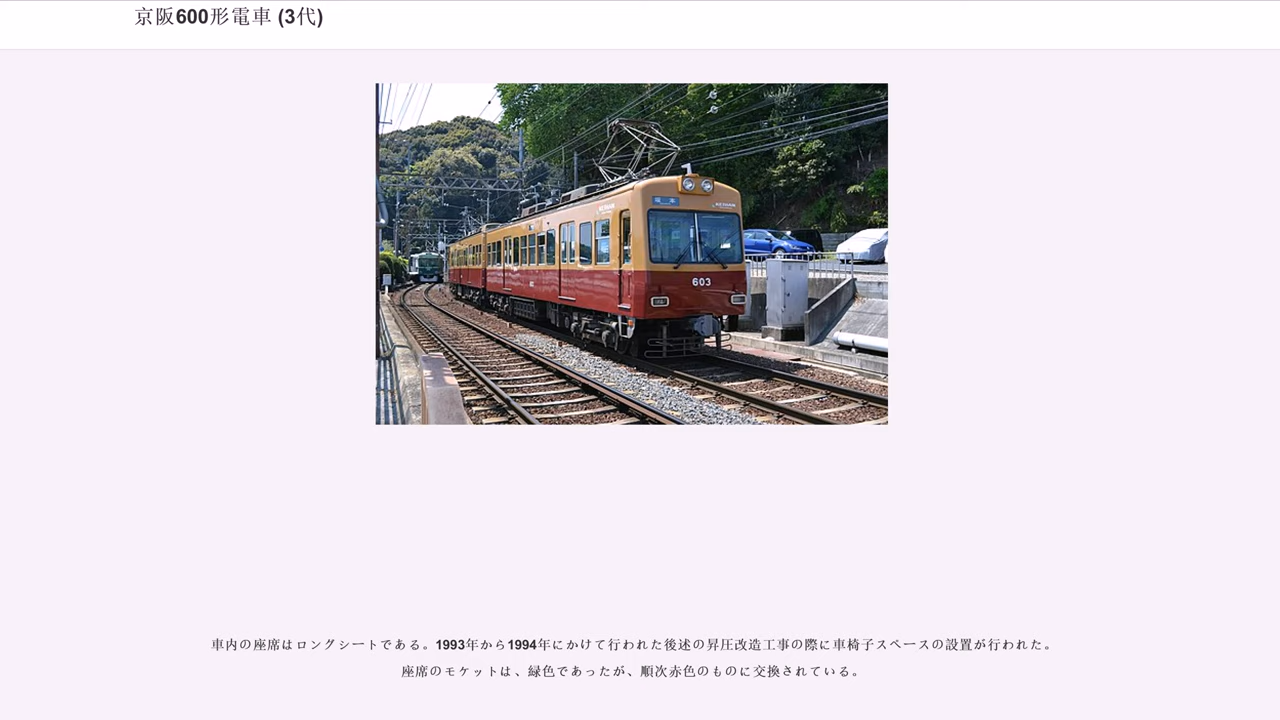 京阪600形電車 (3代)
KEIHAN
KEIHAN
603
車内の座席はロングシートである。1993年から1994年にかけて行われた後述の昇圧改造工事の際に車椅子スペースの設置が行われた。
座席のモケットは、緑色であったが、順次赤色のものに交換されている。